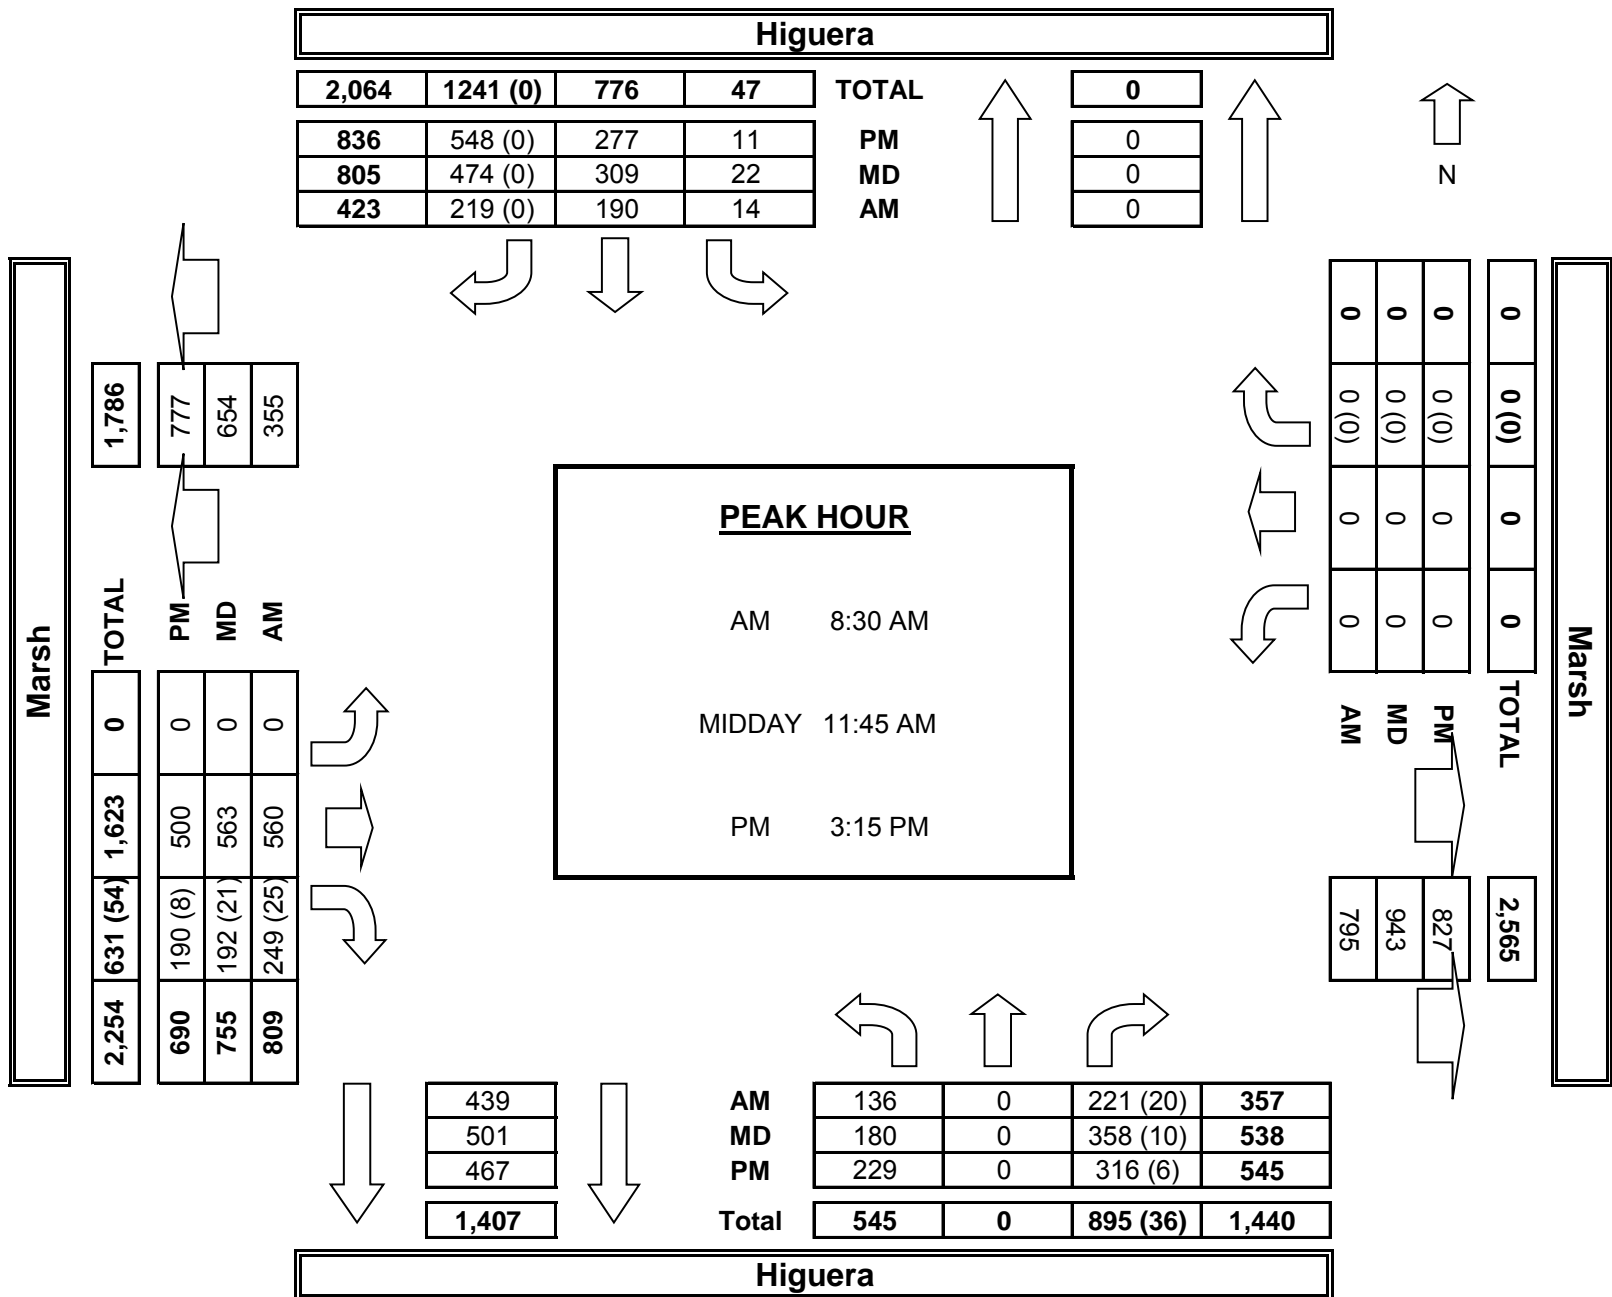 Higuera
2,064 1241 (0) 776 47 TOTAL 0
836 548 (0) 277 11 PM 0
805 474 (0) 309 22 MD 0
423 219 (0) 190 14 AM 0
N
Marsh
1,786 777 654 355
TOTAL PM MD AM
0 0 0 0
1,623 500 563 560
631 (54) 190 (8) 192 (21) 249 (25)
2,254 690 755 809
PEAK HOUR
AM 8:30 AM
MIDDAY 11:45 AM
PM 3:15 PM
0 0 0 0
0 (0) 0 (0) 0 (0) 0 (0)
0 0 0 0
0 0 0 0
AM MD PM TOTAL
795 943 827 2,565
Marsh
439 AM 136 0 221 (20) 357
501 MD 180 0 358 (10) 538
467 PM 229 0 316 (6) 545
1,407 Total 545 0 895 (36) 1,440
Higuera